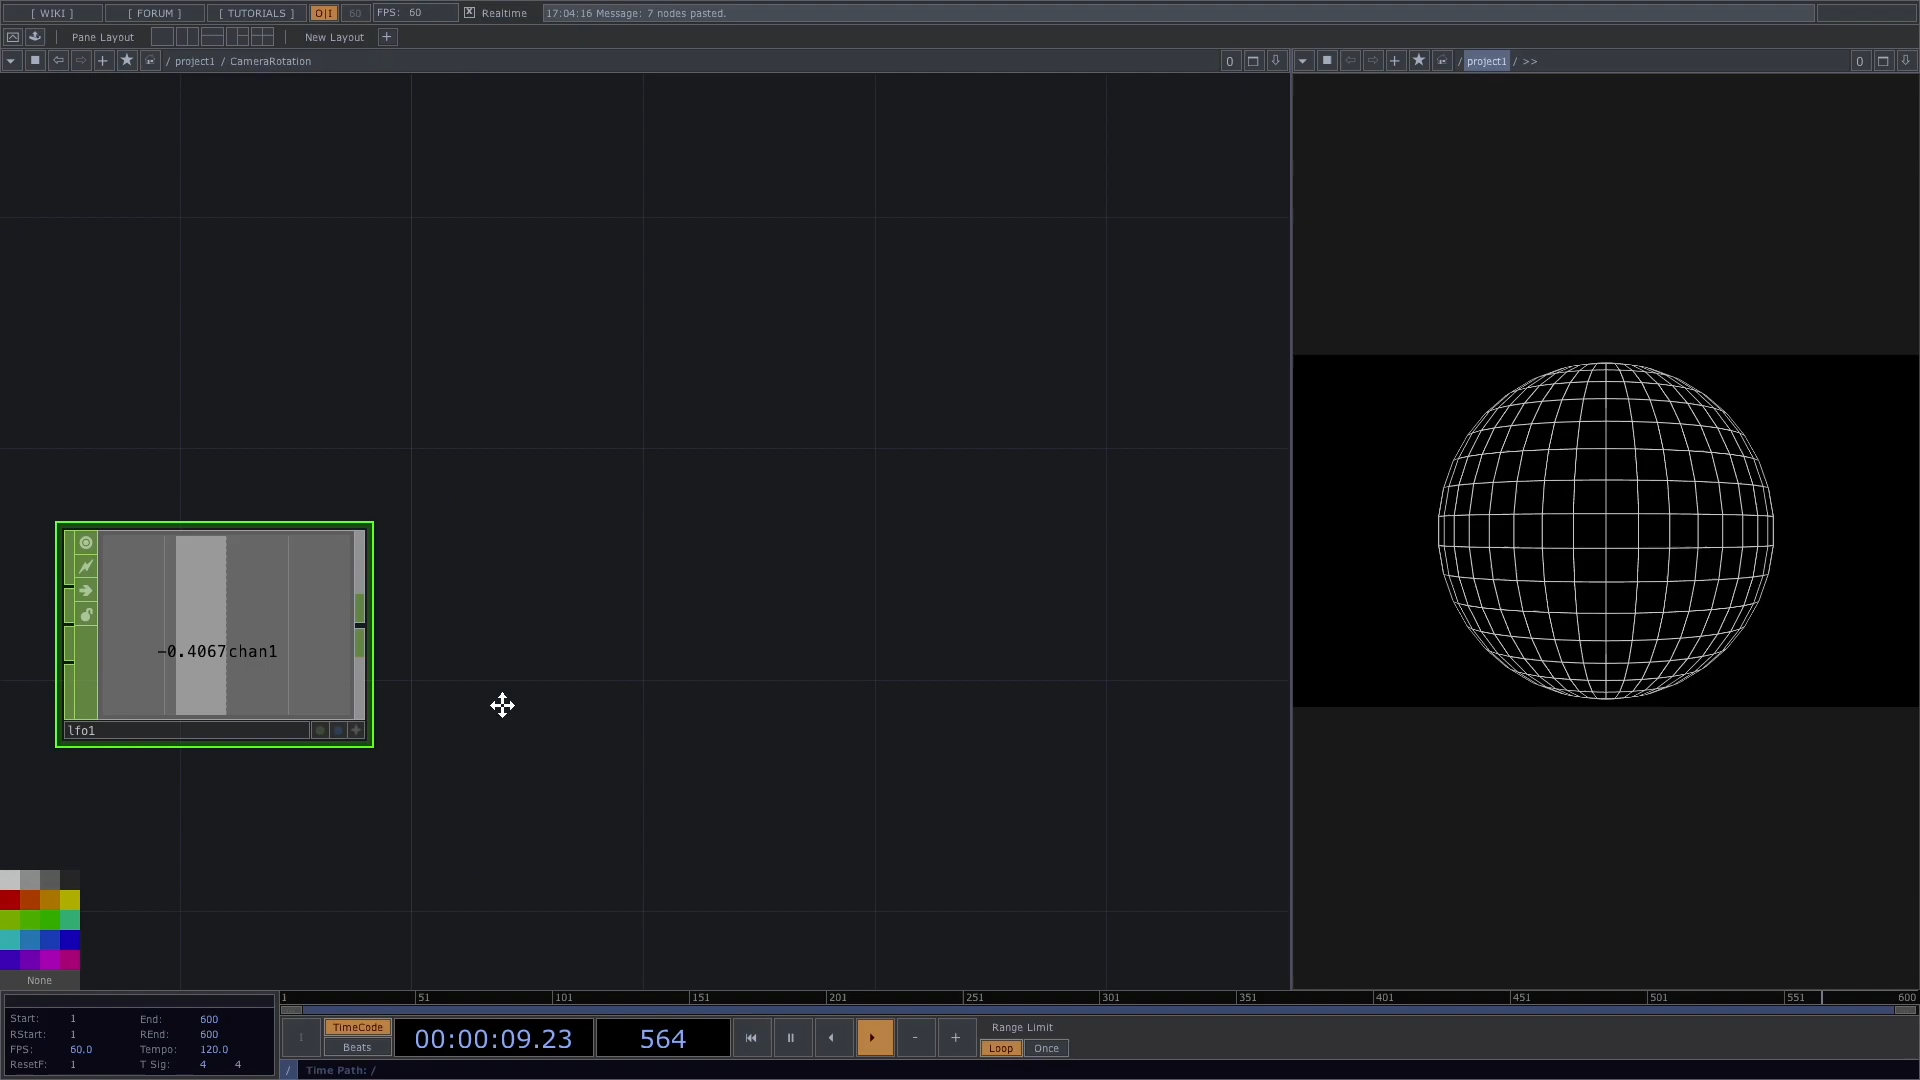 [ WIKI ] [ FORUM ] [ TUTORIALS ] O|I 60 FPS: 60 Realtime 17:04:16 Message: 7 nodes pasted.
Pane Layout New Layout +
/ project1 / CameraRotation 0
/ project1 / >> 0
-0.4067 chan1
lfo1
None
1 51 101 151 201 251 301 351 401 451 501 551 600
Start: 1 End: 600
RStart: 1 REnd: 600
FPS: 60.0 Tempo: 120.0
ResetF: 1 T Sig: 4 4
TimeCode
Beats
00:00:09.23
564
- +
Range Limit
Loop Once
/ Time Path: /